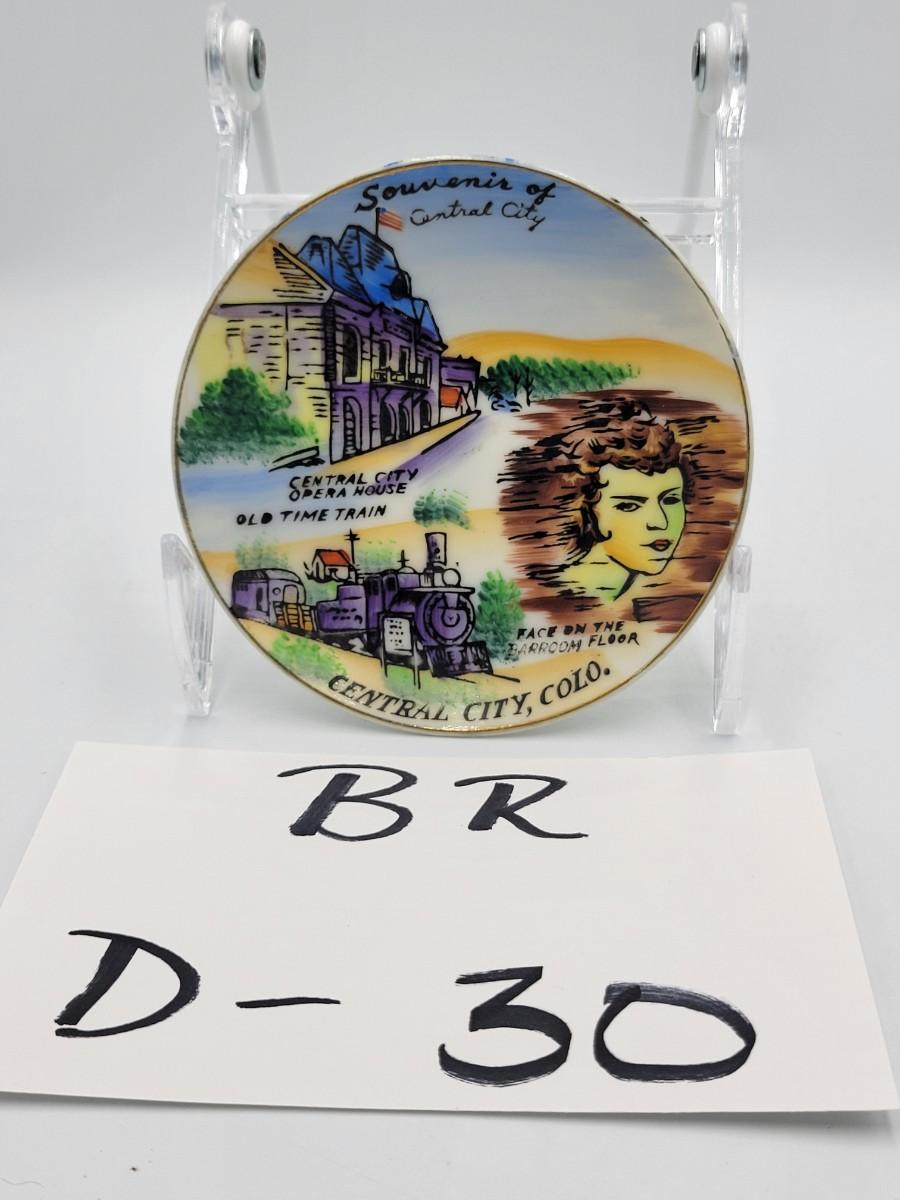 Souvenir of
Central City
CENTRAL CITY
OPERA HOUSE
OLD TIME TRAIN
FACE ON THE
BARROOM FLOOR
CENTRAL CITY, COLO.
BR
D-30